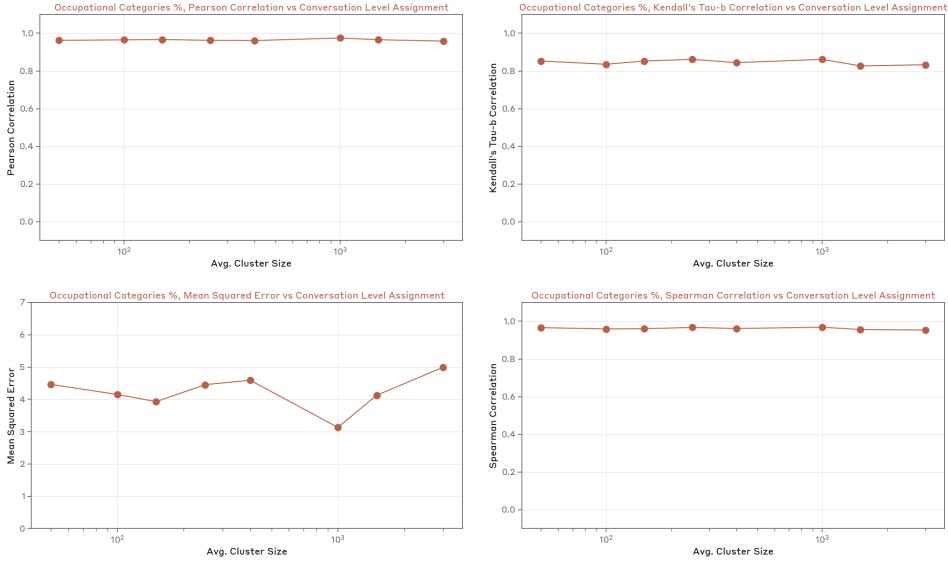 Occupational Categories %, Pearson Correlation vs Conversation Level Assignment
1.0
0.8
0.6
0.4
0.2
0.0
Pearson Correlation
10²
10³
Avg. Cluster Size
Occupational Categories %, Kendall's Tau-b Correlation vs Conversation Level Assignment
1.0
0.8
0.6
0.4
0.2
0.0
Kendall's Tau-b Correlation
10²
10³
Avg. Cluster Size
Occupational Categories %, Mean Squared Error vs Conversation Level Assignment
7
6
5
4
3
2
1
0
Mean Squared Error
10²
10³
Avg. Cluster Size
Occupational Categories %, Spearman Correlation vs Conversation Level Assignment
1.0
0.8
0.6
0.4
0.2
0.0
Spearman Correlation
10²
10³
Avg. Cluster Size